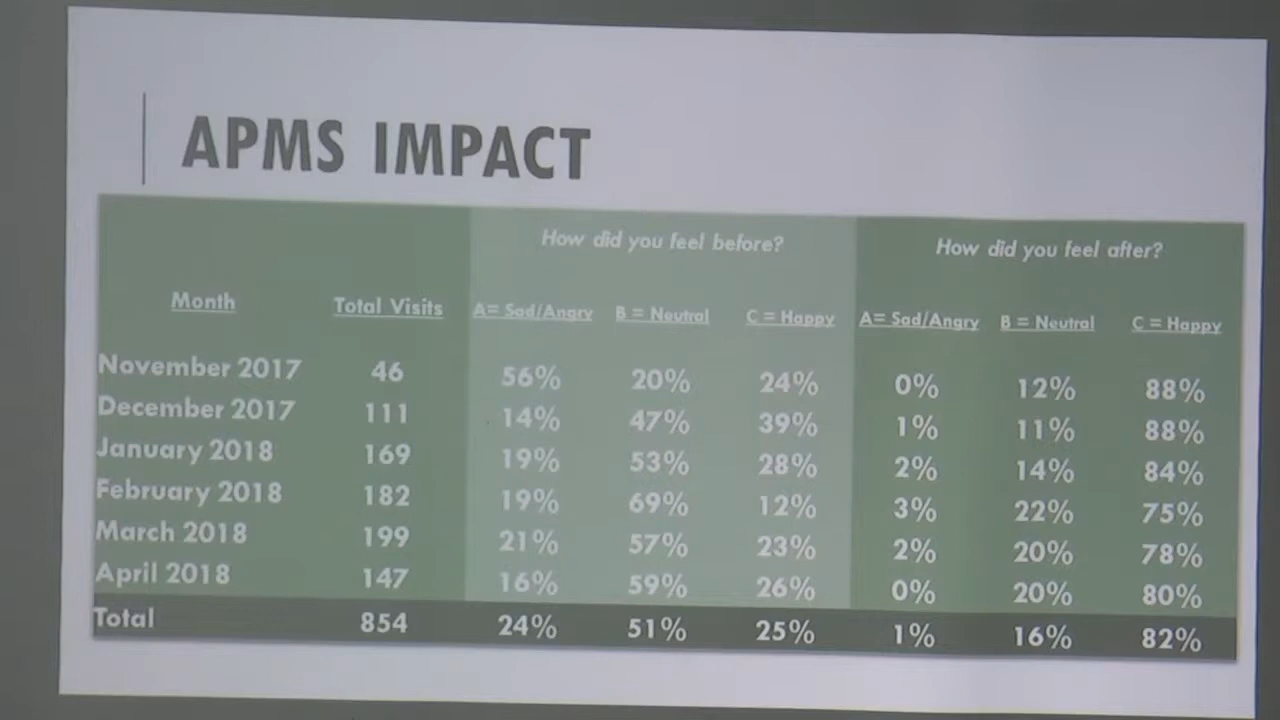 APMS IMPACT
How did you feel before? How did you feel after?
Month Total Visits A= Sad/Angry B = Neutral C = Happy A= Sad/Angry B = Neutral C = Happy
November 2017 46 56% 20% 24% 0% 12% 88%
December 2017 111 14% 47% 39% 1% 11% 88%
January 2018 169 19% 53% 28% 2% 14% 84%
February 2018 182 19% 69% 12% 3% 22% 75%
March 2018 199 21% 57% 23% 2% 20% 78%
April 2018 147 16% 59% 26% 0% 20% 80%
Total 854 24% 51% 25% 1% 16% 82%